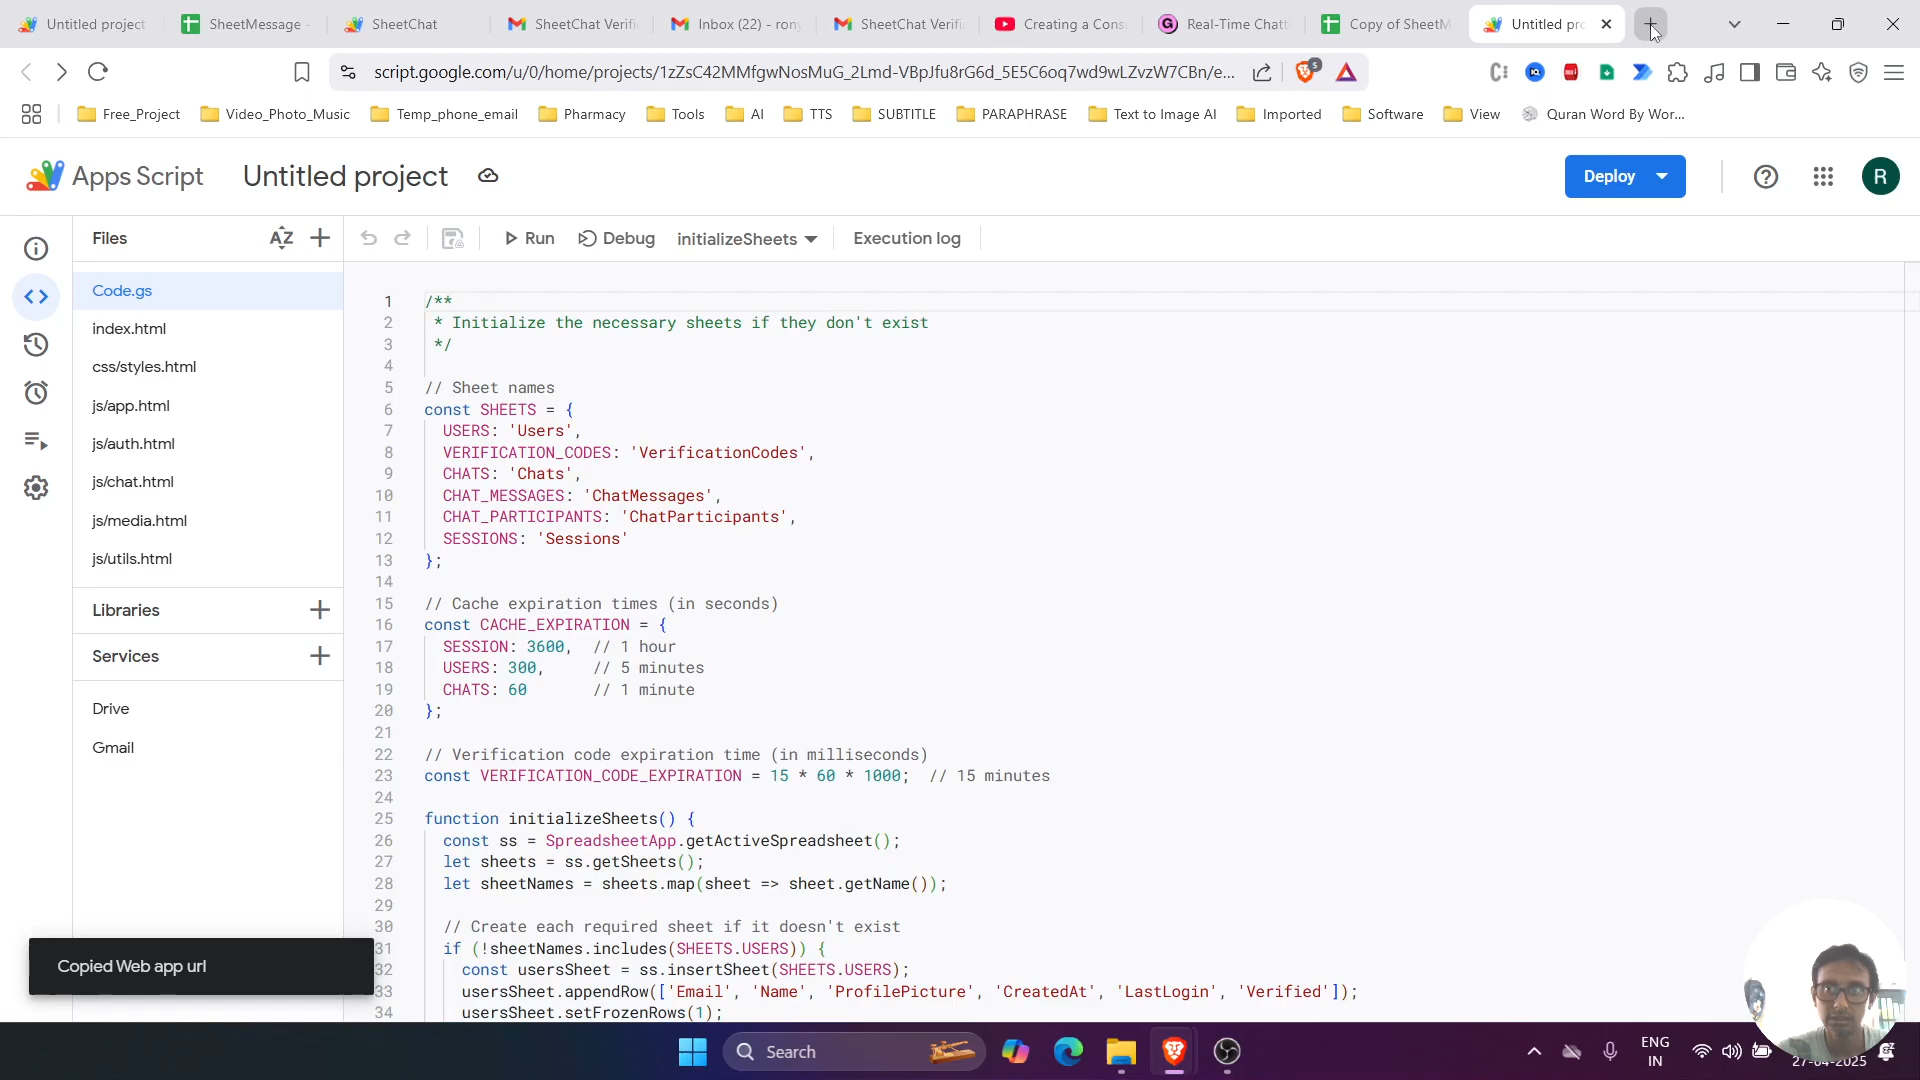 Untitled project
SheetMessage -
SheetChat
SheetChat Verifi
Inbox (22) - rony
SheetChat Verifi
Creating a Cons
Real-Time Chatti
Copy of SheetM
Untitled pro
script.google.com/u/0/home/projects/1zZsC42MMfgwNosMuG_2Lmd-VBpJfu8rG6d_5E5C6oq7wd9wLZvzW7CBn/e...
5
Free_Project
Video_Photo_Music
Temp_phone_email
Pharmacy
Tools
AI
TTS
SUBTITLE
PARAPHRASE
Text to Image AI
Imported
Software
View
Quran Word By Wor...
Apps Script
Untitled project
Deploy
R
Files
AZ
Run
Debug
initializeSheets
Execution log
Code.gs
index.html
css/styles.html
js/app.html
js/auth.html
js/chat.html
js/media.html
js/utils.html
Libraries
Services
Drive
Gmail
1 /**
2 * Initialize the necessary sheets if they don't exist
3 */
4
5 // Sheet names
6 const SHEETS = {
7 USERS: 'Users',
8 VERIFICATION_CODES: 'VerificationCodes',
9 CHATS: 'Chats',
10 CHAT_MESSAGES: 'ChatMessages',
11 CHAT_PARTICIPANTS: 'ChatParticipants',
12 SESSIONS: 'Sessions'
13 };
14
15 // Cache expiration times (in seconds)
16 const CACHE_EXPIRATION = {
17 SESSION: 3600, // 1 hour
18 USERS: 300, // 5 minutes
19 CHATS: 60 // 1 minute
20 };
21
22 // Verification code expiration time (in milliseconds)
23 const VERIFICATION_CODE_EXPIRATION = 15 * 60 * 1000; // 15 minutes
24
25 function initializeSheets() {
26 const ss = SpreadsheetApp.getActiveSpreadsheet();
27 let sheets = ss.getSheets();
28 let sheetNames = sheets.map(sheet => sheet.getName());
29
30 // Create each required sheet if it doesn't exist
31 if (!sheetNames.includes(SHEETS.USERS)) {
32 const usersSheet = ss.insertSheet(SHEETS.USERS);
33 usersSheet.appendRow(['Email', 'Name', 'ProfilePicture', 'CreatedAt', 'LastLogin', 'Verified']);
34 usersSheet.setFrozenRows(1);
Copied Web app url
Search
ENG
IN
27-04-2025